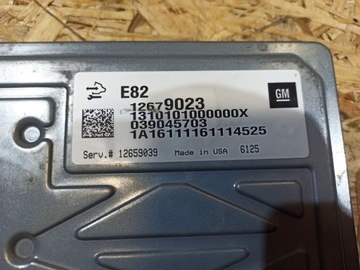 E82
GM
12679023
1310101000000X
039045703
1A16111161114525
Serv.# 12659039 Made in USA 6125